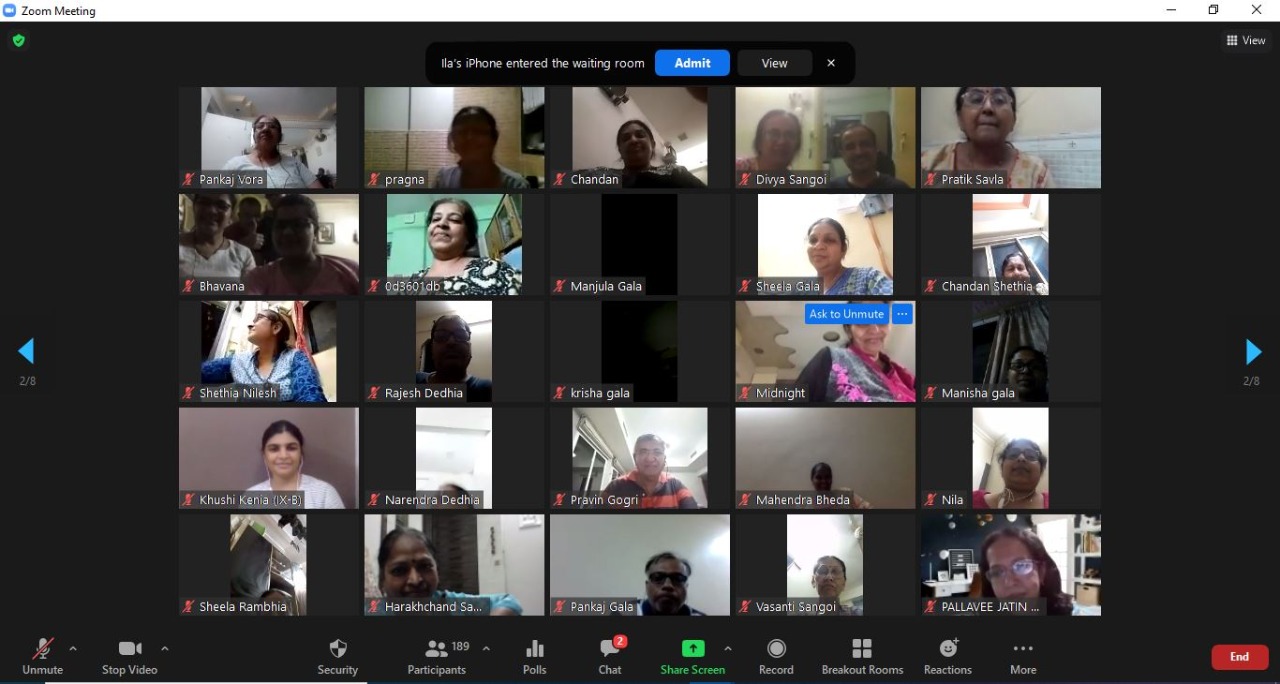 Zoom Meeting
View
Ila's iPhone entered the waiting room
Admit
View
Pankaj Vora
pragna
Chandan
Divya Sangoi
Pratik Savla
Bhavana
0d3601db
Manjula Gala
Sheela Gala
Chandan Shethia
Shethia Nilesh
Rajesh Dedhia
krisha gala
Ask to Unmute
Midnight
Manisha gala
2/8
2/8
Khushi Kenia (IX-B)
Narendra Dedhia
Pravin Gogri
Mahendra Bheda
Nila
Sheela Rambhia
Harakhchand Sa...
Pankaj Gala
Vasanti Sangoi
PALLAVEE JATIN ...
Unmute
Stop Video
Security
189
Participants
Polls
2
Chat
Share Screen
Record
Breakout Rooms
Reactions
More
End